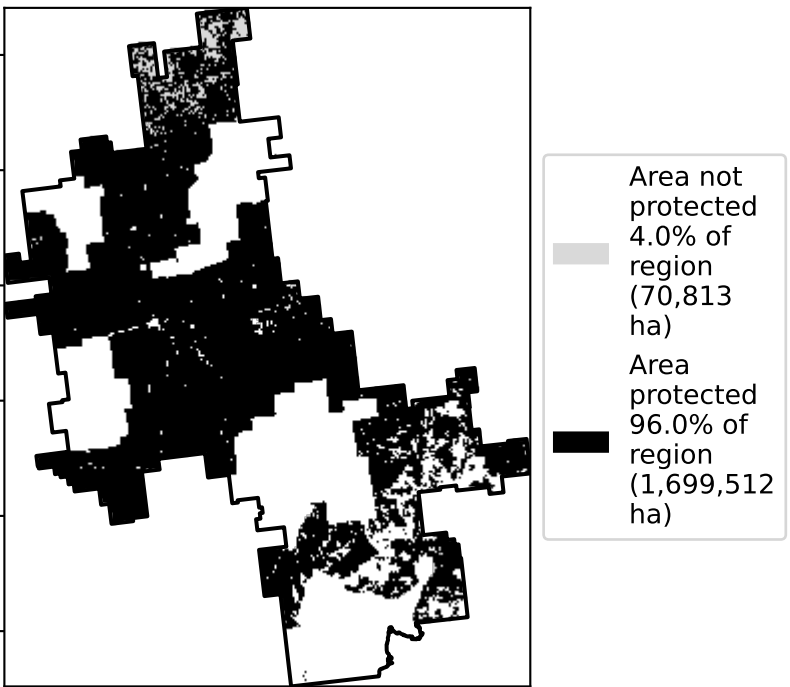 Area not
protected
4.0% of
region
(70,813
ha)
Area
protected
96.0% of
region
(1,699,512
ha)